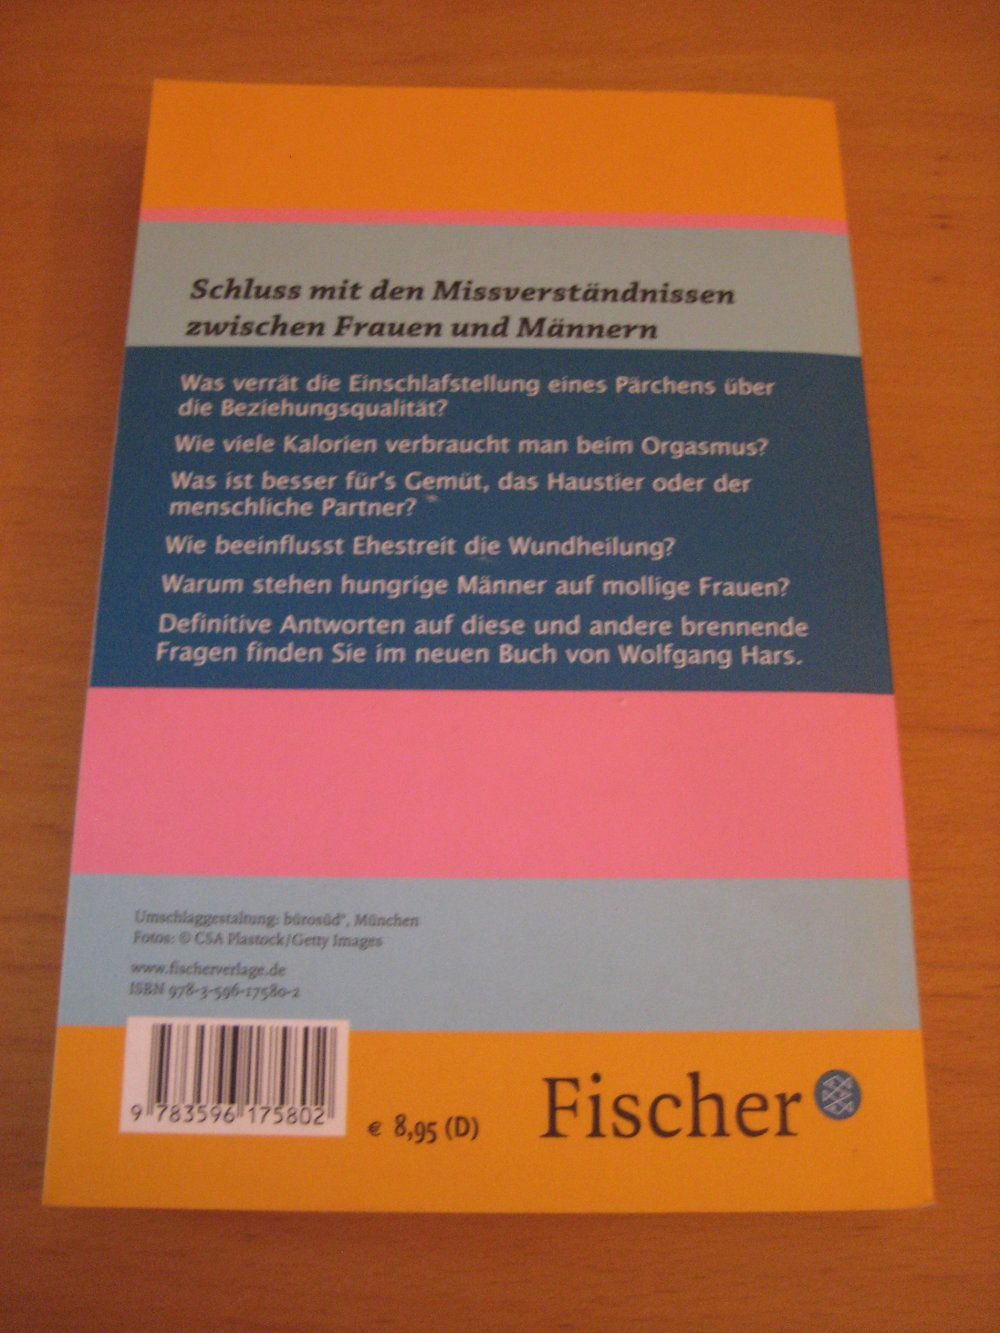 Schluss mit den Missverständnissen
zwischen Frauen und Männern
Was verrät die Einschlafstellung eines Pärchens über
die Beziehungsqualität?
Wie viele Kalorien verbraucht man beim Orgasmus?
Was ist besser für's Gemüt, das Haustier oder der
menschliche Partner?
Wie beeinflusst Ehestreit die Wundheilung?
Warum stehen hungrige Männer auf mollige Frauen?
Definitive Antworten auf diese und andere brennende
Fragen finden Sie im neuen Buch von Wolfgang Hars.
Umschlaggestaltung: bürosüd°, München
Fotos: © CSA Plastock/Getty Images
www.fischerverlage.de
ISBN 978-3-596-17580-2
9 783596 175802
€ 8,95 (D)
Fischer